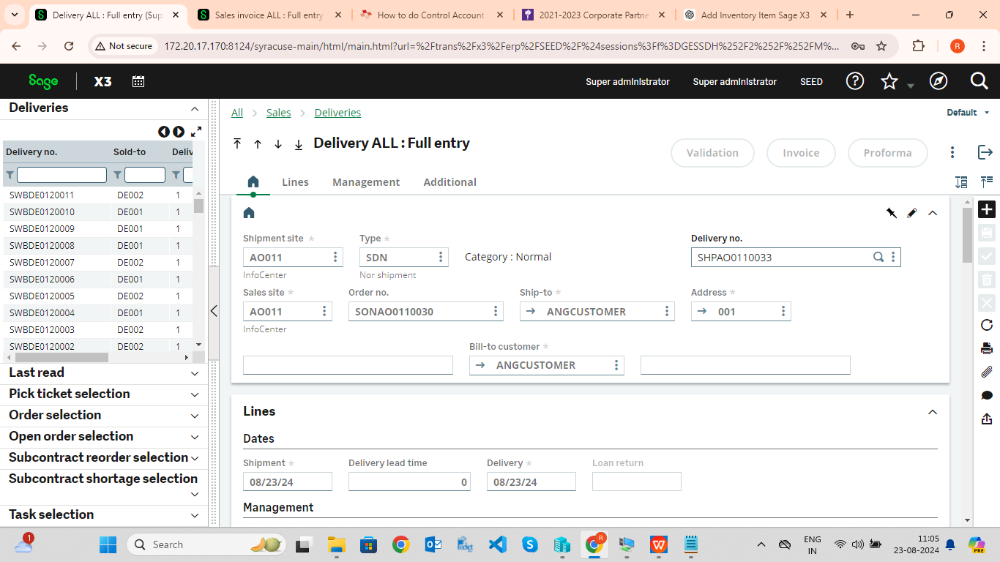 Delivery ALL : Full entry (Sup
Sales invoice ALL : Full entry
How to do Control Account
2021-2023 Corporate Partne
Add Inventory Item Sage X3
Not secure
172.20.17.170:8124/syracuse-main/html/main.html?url=%2Ftrans%2Fx3%2Ferp%2FSEED%2F%24sessions%3Ff%3DGESSDH%252F2%252F%252FM%...
R
Sage X3
Super administrator
Super administrator
SEED
Deliveries
All
Sales
Deliveries
Default
Delivery ALL : Full entry
Validation
Invoice
Proforma
Lines
Management
Additional
Delivery no. Sold-to Deliv
SWBDE0120011 DE002 1
SWBDE0120010 DE001 1
SWBDE0120009 DE001 1
SWBDE0120008 DE001 1
SWBDE0120007 DE002 1
SWBDE0120006 DE001 1
SWBDE0120005 DE002 1
SWBDE0120004 DE001 1
SWBDE0120003 DE002 1
SWBDE0120002 DE002 1
Last read
Pick ticket selection
Order selection
Open order selection
Subcontract reorder selection
Subcontract shortage selection
Task selection
Shipment site *
Type *
Delivery no.
AO011
SDN
Category : Normal
SHPAO0110033
InfoCenter
Nor shipment
Sales site *
Order no.
Ship-to *
Address *
AO011
SONAO0110030
ANGCUSTOMER
001
InfoCenter
Bill-to customer *
ANGCUSTOMER
Lines
Dates
Shipment *
Delivery lead time
Delivery *
Loan return
08/23/24
0
08/23/24
Management
1
Search
R
ENG
IN
11:05
23-08-2024
PRE